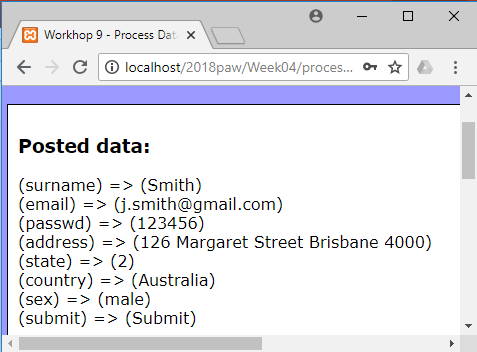 Workhop 9 - Process Dat
localhost/2018paw/Week04/proces...
Posted data:
(surname) => (Smith)
(email) => (j.smith@gmail.com)
(passwd) => (123456)
(address) => (126 Margaret Street Brisbane 4000)
(state) => (2)
(country) => (Australia)
(sex) => (male)
(submit) => (Submit)